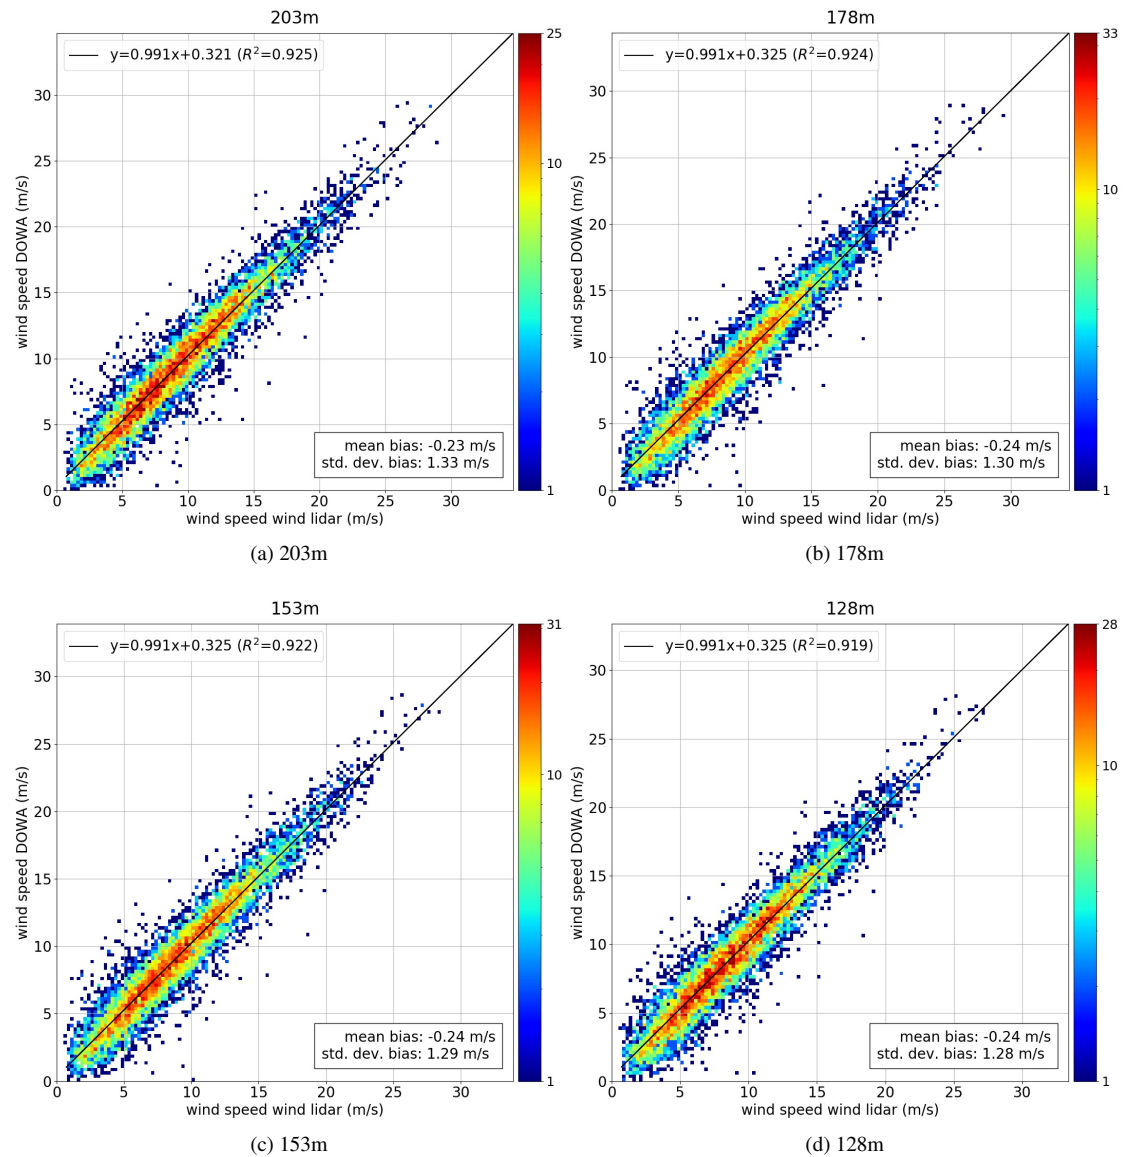 203m
y=0.991x+0.321 (R²=0.925)
25
10
1
30
25
20
15
10
5
0
wind speed DOWA (m/s)
mean bias: -0.23 m/s
std. dev. bias: 1.33 m/s
0 5 10 15 20 25 30
wind speed wind lidar (m/s)
(a) 203m
178m
y=0.991x+0.325 (R²=0.924)
33
10
1
30
25
20
15
10
5
0
wind speed DOWA (m/s)
mean bias: -0.24 m/s
std. dev. bias: 1.30 m/s
0 5 10 15 20 25 30
wind speed wind lidar (m/s)
(b) 178m
153m
y=0.991x+0.325 (R²=0.922)
31
10
1
30
25
20
15
10
5
0
wind speed DOWA (m/s)
mean bias: -0.24 m/s
std. dev. bias: 1.29 m/s
0 5 10 15 20 25 30
wind speed wind lidar (m/s)
(c) 153m
128m
y=0.991x+0.325 (R²=0.919)
28
10
1
30
25
20
15
10
5
0
wind speed DOWA (m/s)
mean bias: -0.24 m/s
std. dev. bias: 1.28 m/s
0 5 10 15 20 25 30
wind speed wind lidar (m/s)
(d) 128m